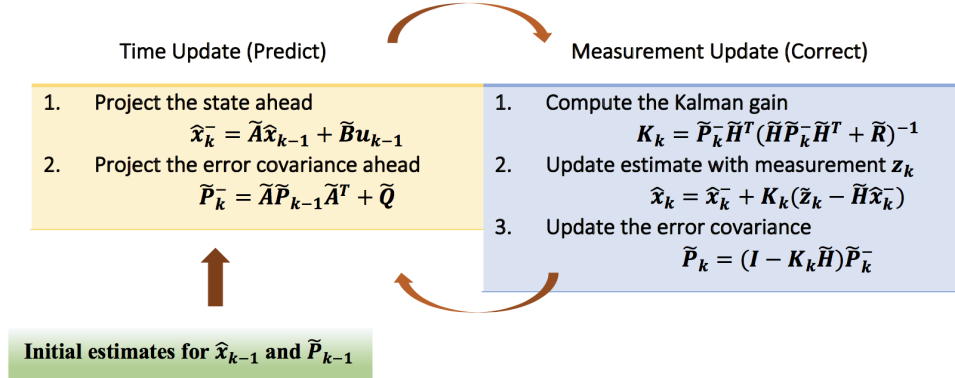 Time Update (Predict)
1. Project the state ahead
x̂ₖ⁻ = Ãx̂ₖ₋₁ + B̃uₖ₋₁
2. Project the error covariance ahead
P̃ₖ⁻ = ÃP̃ₖ₋₁Ãᵀ + Q̃
Measurement Update (Correct)
1. Compute the Kalman gain
Kₖ = P̃ₖ⁻H̃ᵀ(H̃P̃ₖ⁻H̃ᵀ + R̃)⁻¹
2. Update estimate with measurement zₖ
x̂ₖ = x̂ₖ⁻ + Kₖ(z̃ₖ − H̃x̂ₖ⁻)
3. Update the error covariance
P̃ₖ = (I − KₖH̃)P̃ₖ⁻
Initial estimates for x̂ₖ₋₁ and P̃ₖ₋₁